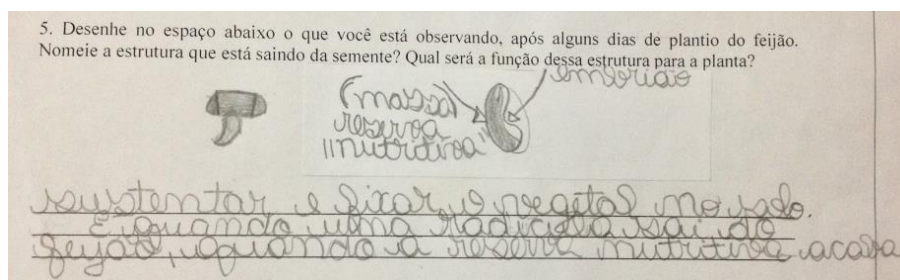 5. Desenhe no espaço abaixo o que você está observando, após alguns dias de plantio do feijão.
Nomeie a estrutura que está saindo da semente? Qual será a função dessa estrutura para a planta?
embrião
(massa)
reserva
"nutritiva"
sustentar e fixar o vegetal no solo.
É quando uma radícula sai do
feijão, quando a reserva nutritiva acaba